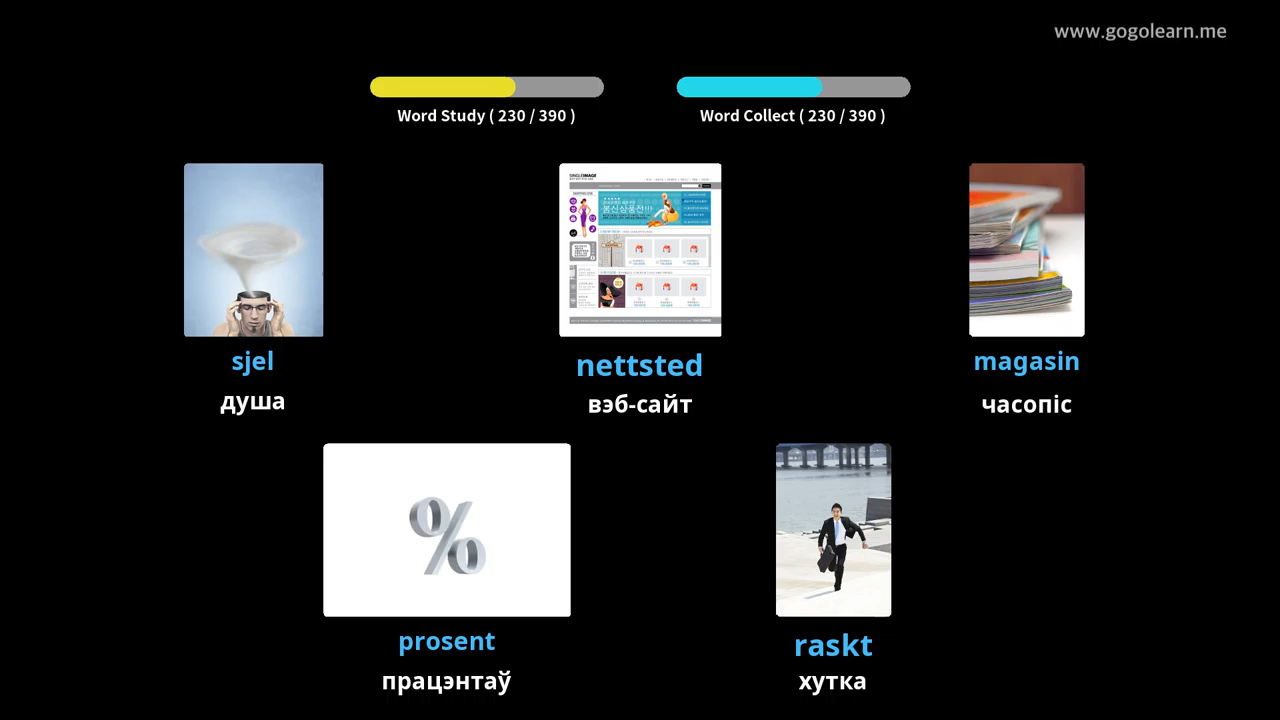 www.gogolearn.me
Word Study ( 230 / 390 )
Word Collect ( 230 / 390 )
sjel
nettsted
magasin
душа
вэб-сайт
часопіс
prosent
raskt
працэнтаў
хутка